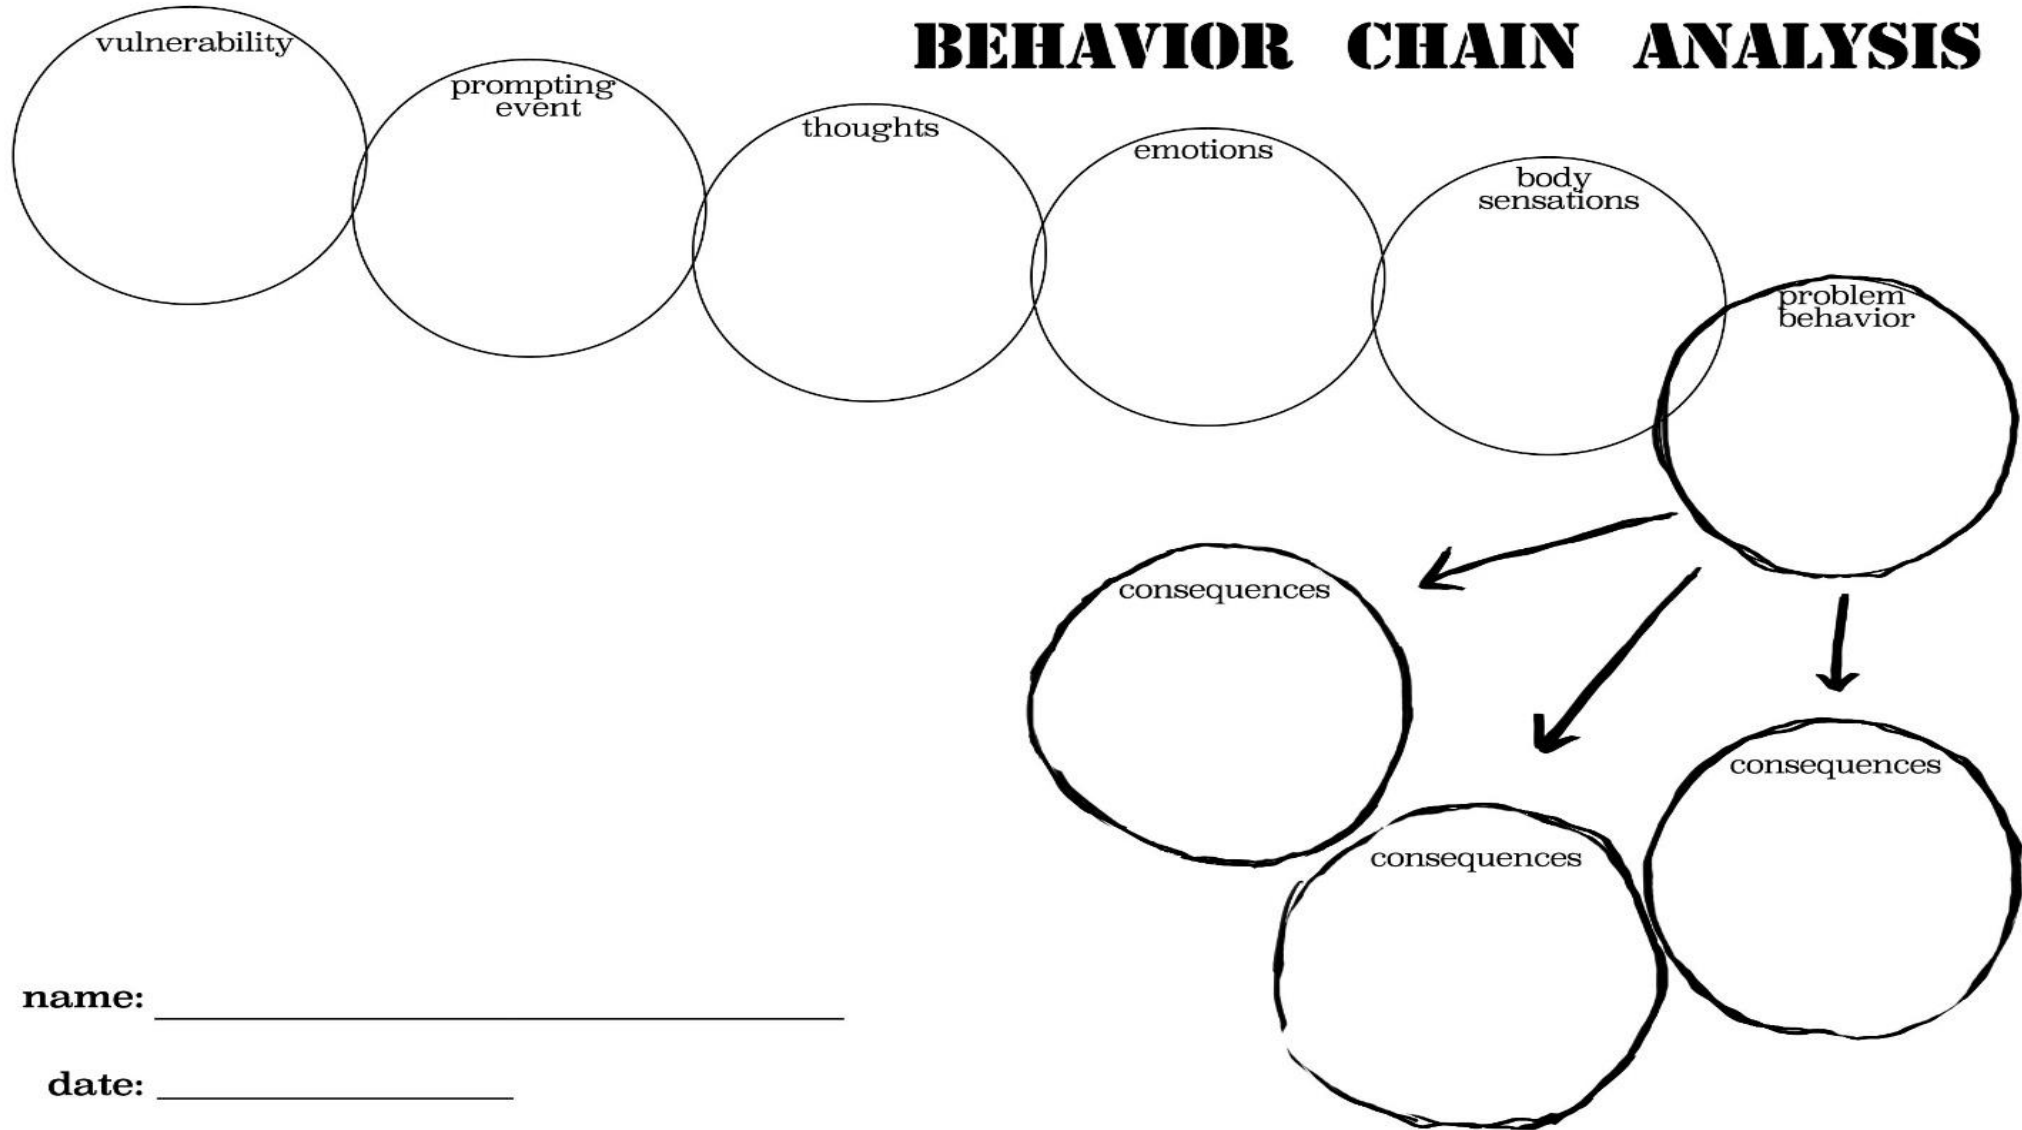 BEHAVIOR CHAIN ANALYSIS
vulnerability
prompting
event
thoughts
emotions
body
sensations
problem
behavior
consequences
consequences
consequences
name:
date: